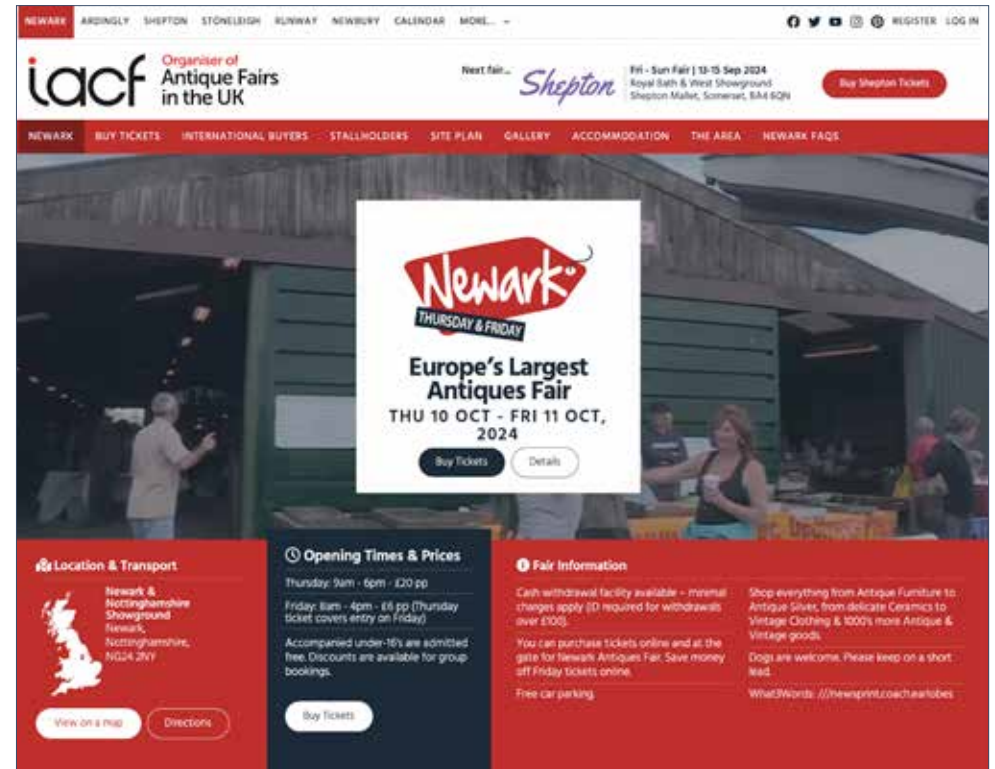 NEWARK ARDINGLY SHEPTON STONELEIGH RUNWAY NEWBURY CALENDAR MORE... REGISTER LOG IN
iacf
Organiser of
Antique Fairs
in the UK
Next fair...
Shepton
Fri - Sun Fair | 13-15 Sep 2024
Royal Bath & West Showground
Shepton Mallet, Somerset, BA4 6QN
Buy Shepton Tickets
NEWARK BUY TICKETS INTERNATIONAL BUYERS STALLHOLDERS SITE PLAN GALLERY ACCOMMODATION THE AREA NEWARK FAQS
Newark
THURSDAY & FRIDAY
Europe's Largest
Antiques Fair
THU 10 OCT - FRI 11 OCT,
2024
Buy Tickets Details
Location & Transport
Newark &
Nottinghamshire
Showground
Newark,
Nottinghamshire,
NG24 2NY
View on a map Directions
Opening Times & Prices
Thursday: 9am - 6pm - £20 pp
Friday: 8am - 4pm - £6 pp (Thursday
ticket covers entry on Friday)
Accompanied under-16's are admitted
free. Discounts are available for group
bookings.
Buy Tickets
Fair Information
Cash withdrawal facility available – minimal
charges apply (ID required for withdrawals
over £100).
You can purchase tickets online and at the
gate for Newark Antiques Fair. Save money
off Friday tickets online.
Free car parking
Shop everything from Antique Furniture to
Antique Silver, from delicate Ceramics to
Vintage Clothing & 1000's more Antique &
Vintage goods.
Dogs are welcome. Please keep on a short
lead.
What3Words: ///newsprint.coach.earlobes